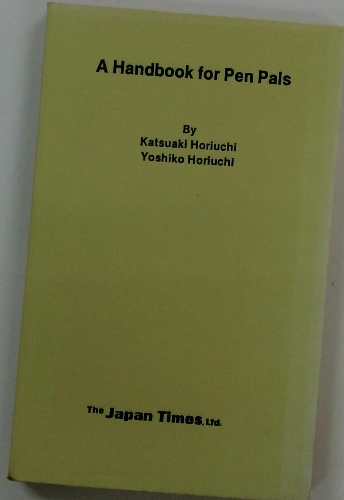 A Handbook for Pen Pals
By
Katsuaki Horiuchi
Yoshiko Horiuchi
The Japan Times, Ltd.